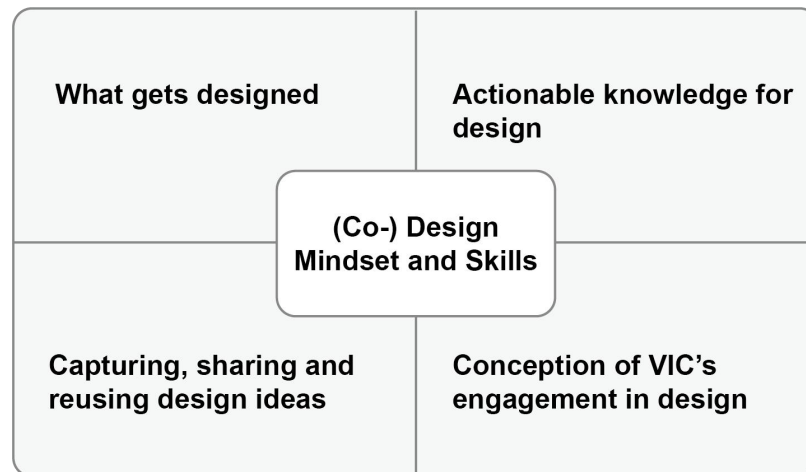 What gets designed
Actionable knowledge for
design
(Co-) Design
Mindset and Skills
Capturing, sharing and
reusing design ideas
Conception of VIC’s
engagement in design